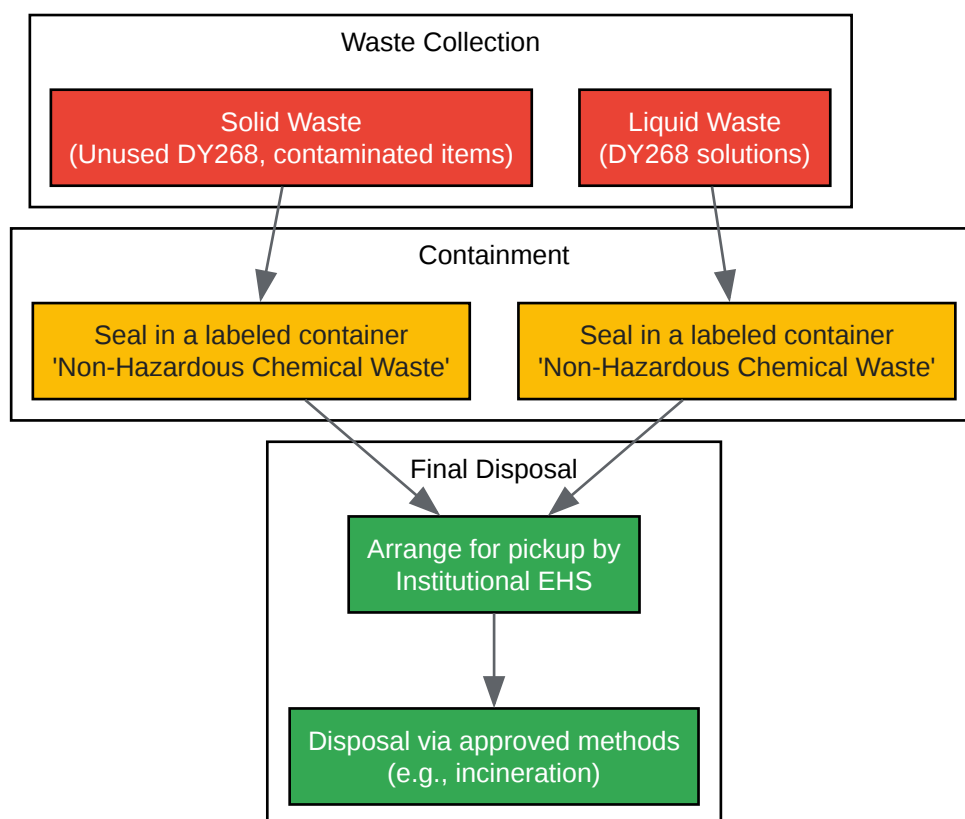 Waste Collection
Solid Waste
(Unused DY268, contaminated items)
Liquid Waste
(DY268 solutions)
Containment
Seal in a labeled container
'Non-Hazardous Chemical Waste'
Seal in a labeled container
'Non-Hazardous Chemical Waste'
Final Disposal
Arrange for pickup by
Institutional EHS
Disposal via approved methods
(e.g., incineration)